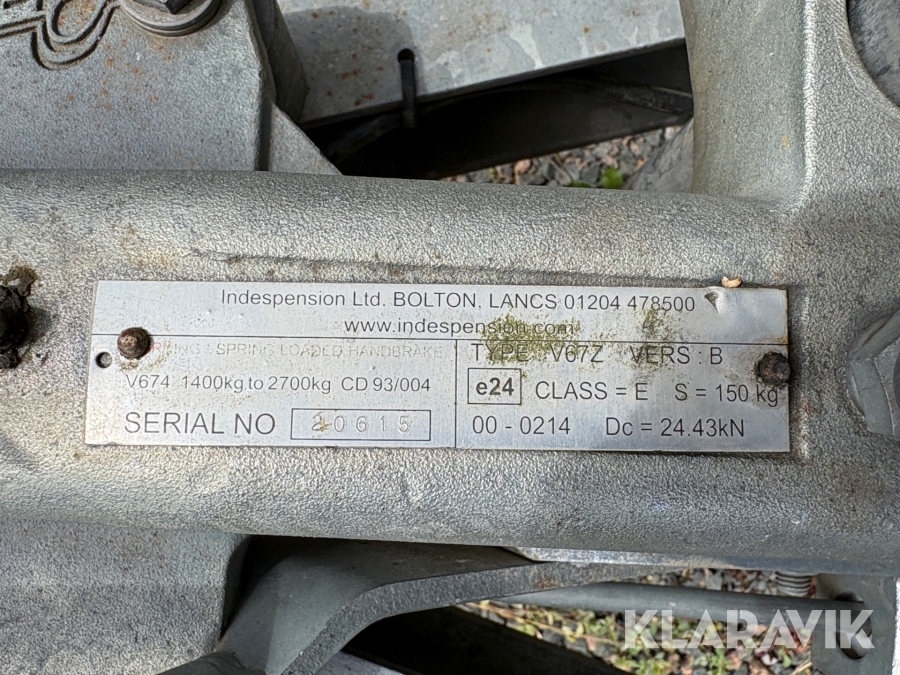 Indespension Ltd. BOLTON, LANCS 01204 478500
www.indespension.com
SPRING LOADED HANDBRAKE
V674 1400kg to 2700kg CD 93/004
SERIAL NO 20615
TYPE V67Z VERS : B
e24 CLASS = E S = 150 kg
00 - 0214 Dc = 24.43kN
KLARAVIK